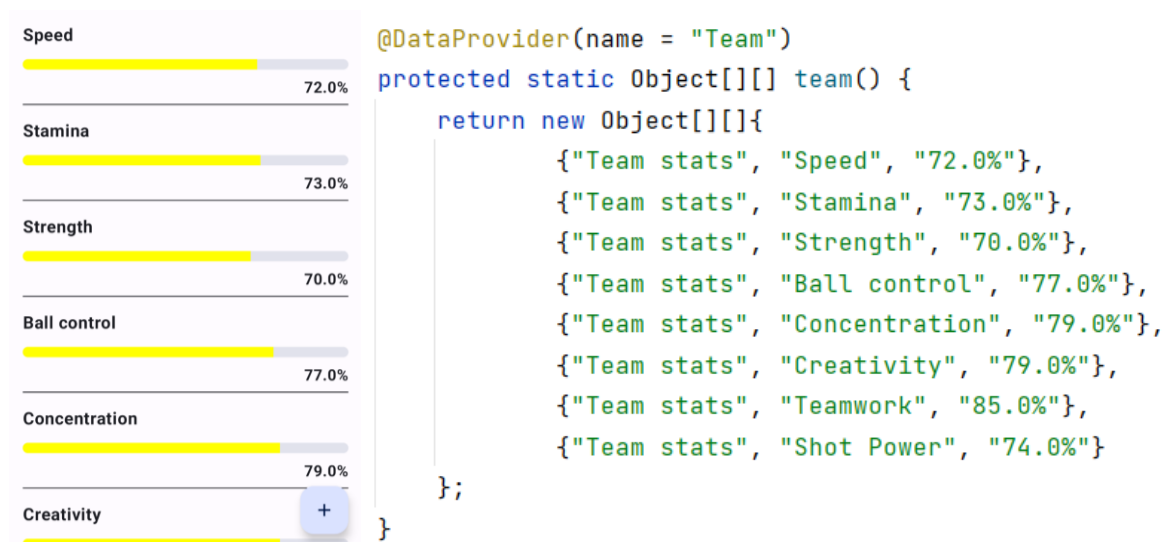 Speed
72.0%
Stamina
73.0%
Strength
70.0%
Ball control
77.0%
Concentration
79.0%
Creativity
+
@DataProvider(name = "Team")
protected static Object[][] team() {
    return new Object[][]{
            {"Team stats", "Speed", "72.0%"},
            {"Team stats", "Stamina", "73.0%"},
            {"Team stats", "Strength", "70.0%"},
            {"Team stats", "Ball control", "77.0%"},
            {"Team stats", "Concentration", "79.0%"},
            {"Team stats", "Creativity", "79.0%"},
            {"Team stats", "Teamwork", "85.0%"},
            {"Team stats", "Shot Power", "74.0%"}
    };
}